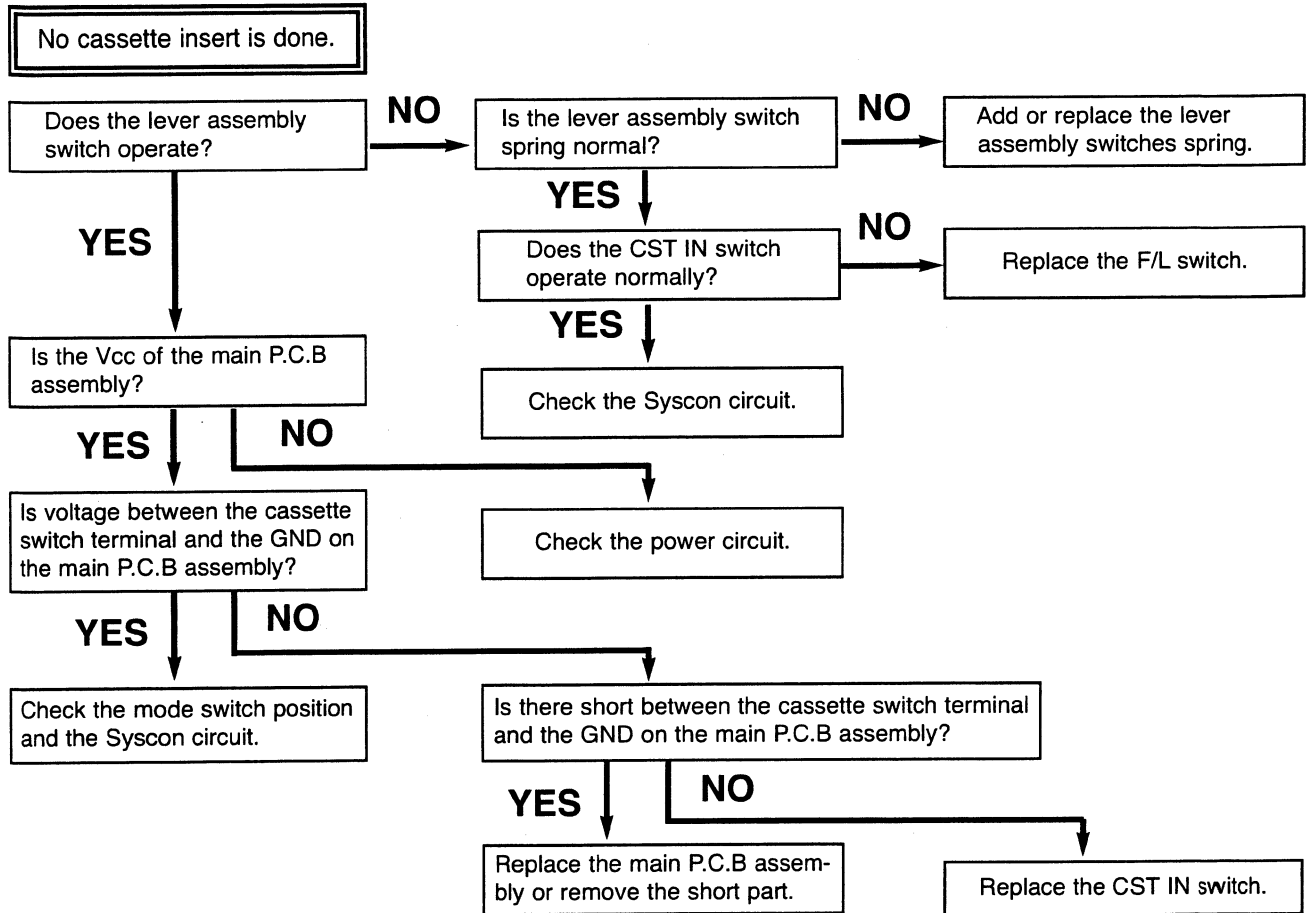 No cassette insert is done.
Does the lever assembly
switch operate?
NO
Is the lever assembly switch
spring normal?
NO
Add or replace the lever
assembly switches spring.
YES
YES
Does the CST IN switch
operate normally?
NO
Replace the F/L switch.
YES
Is the Vcc of the main P.C.B
assembly?
Check the Syscon circuit.
YES
NO
Is voltage between the cassette
switch terminal and the GND on
the main P.C.B assembly?
Check the power circuit.
YES
NO
Check the mode switch position
and the Syscon circuit.
Is there short between the cassette switch terminal
and the GND on the main P.C.B assembly?
YES
NO
Replace the main P.C.B assem-
bly or remove the short part.
Replace the CST IN switch.